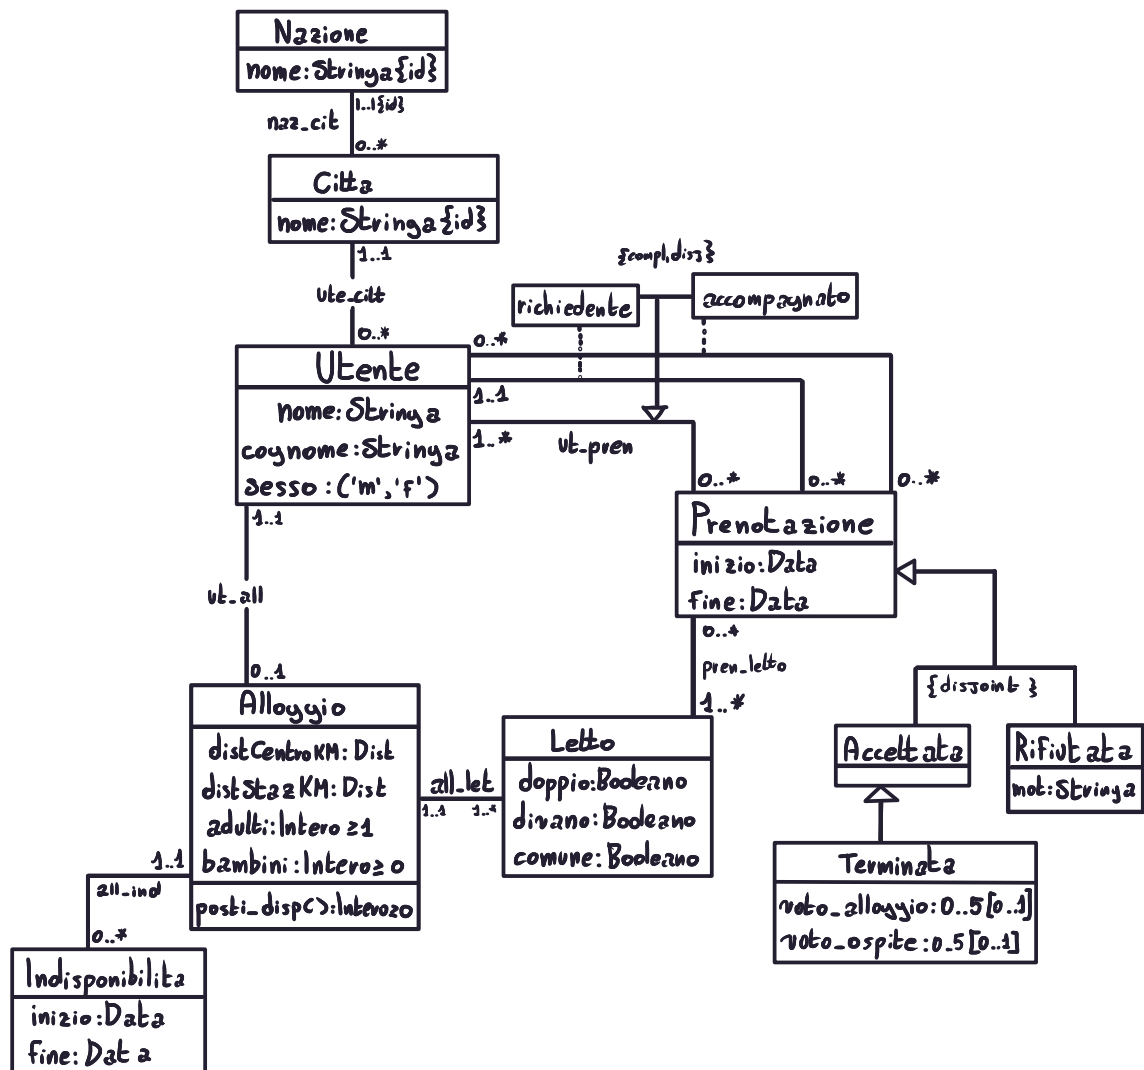 Nazione
nome:Stringa{id}
1..1{id}
naz_cit
0..*
Citta
nome:Stringa{id}
1..1
ute_citt
0..*
{compl,disj}
richiedente
accompagnato
Utente
nome:Stringa
cognome:Stringa
sesso:('m','f')
0..*
1..1
1..*
ut_pren
0..*
0..*
0..*
Prenotazione
inizio:Data
fine:Data
1..1
ut_all
0..1
0..*
pren_letto
1..*
{disjoint}
Accettata
Rifiutata
mot:Stringa
Alloggio
distCentroKM: Dist
distStazKM: Dist
adulti:Intero ≥1
bambini:Intero≥0
posti_disp():Intero≥0
all_let
1..1
1..*
Letto
doppio:Booleano
divano:Booleano
comune:Booleano
Terminata
voto_alloggio:0..5[0..1]
voto_ospite:0.5[0..1]
1..1
all_ind
0..*
Indisponibilita
inizio:Data
fine:Data